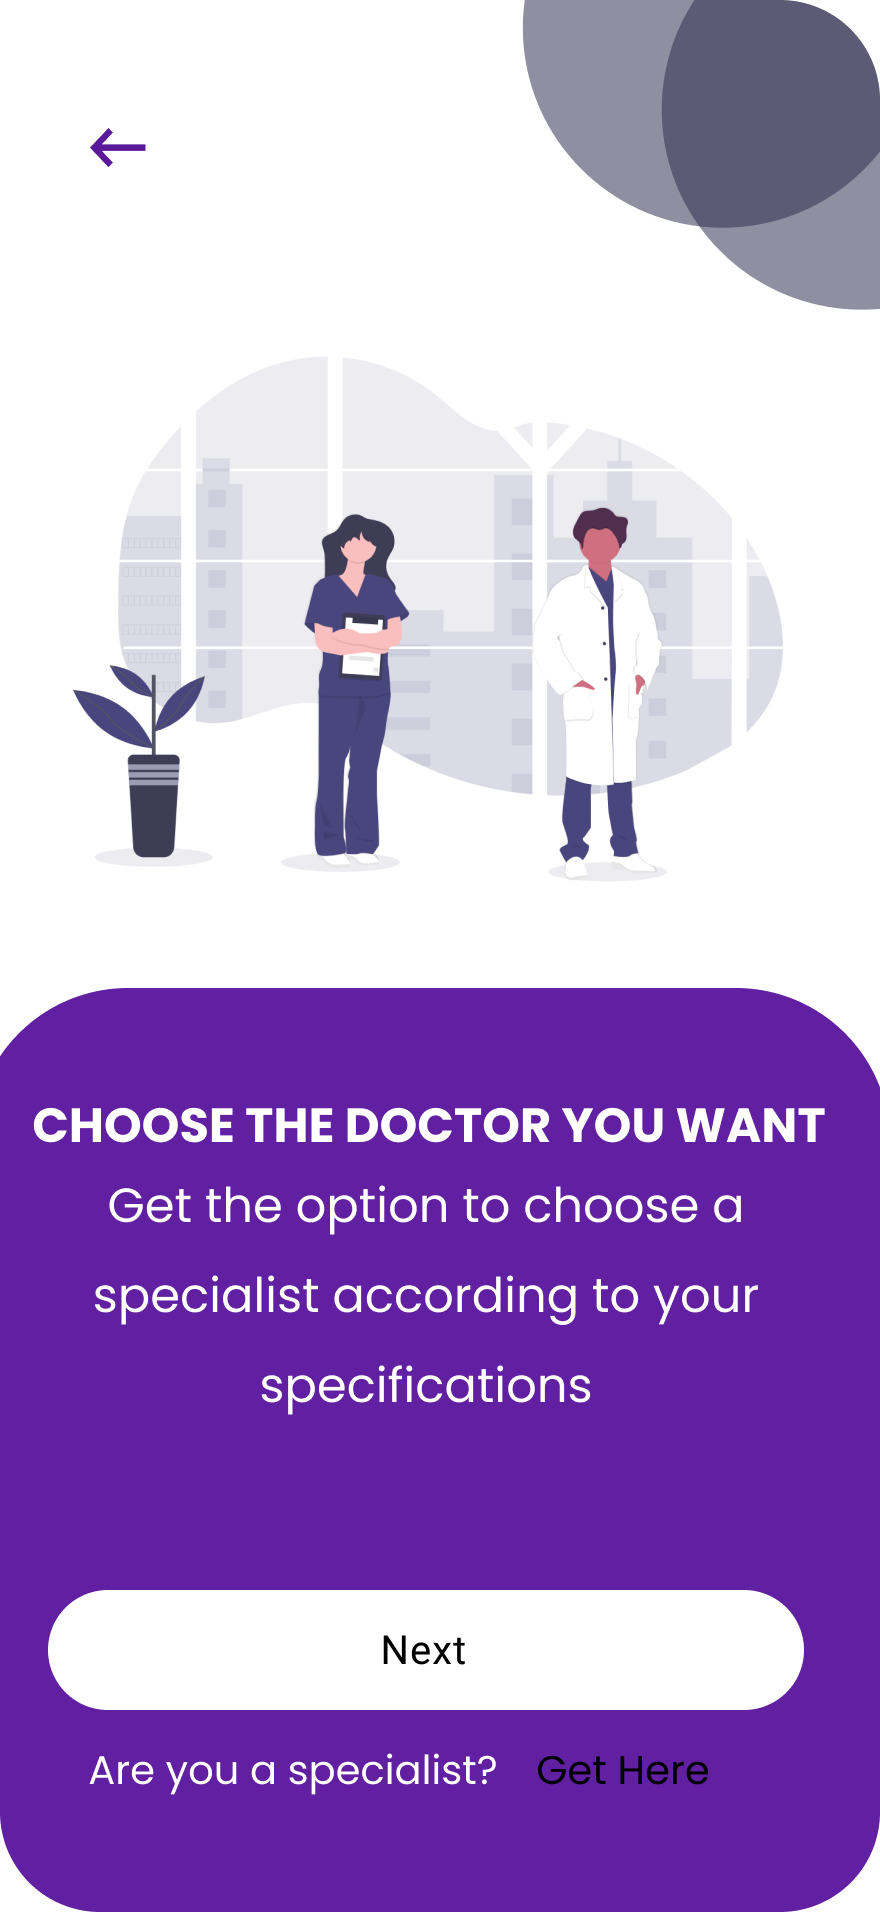 CHOOSE THE DOCTOR YOU WANT
Get the option to choose a
specialist according to your
specifications
Next
Are you a specialist? Get Here